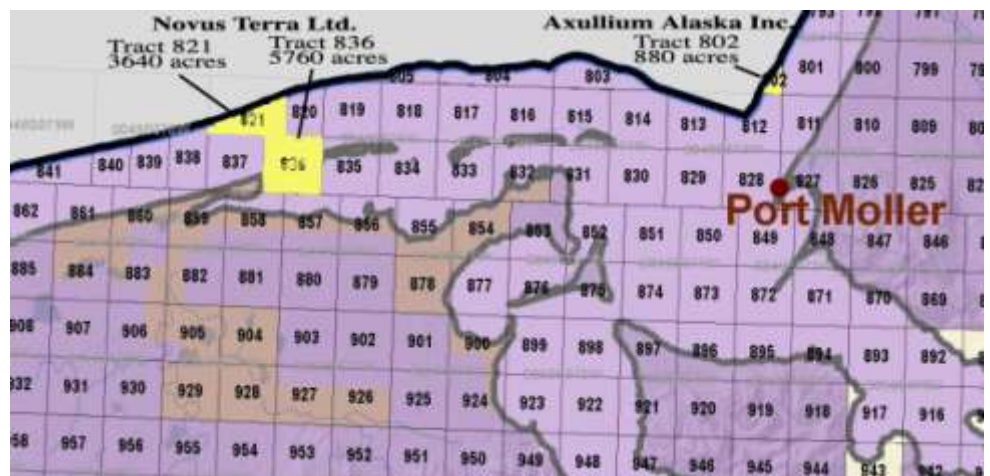 Novus Terra Ltd.
Tract 821
3640 acres
Tract 836
5760 acres
Axullium Alaska Inc.
Tract 802
880 acres
805 804 803 801 800 799
821 820 819 818 817 816 815 814 813 812 811 810 809
841 840 839 838 837 836 835 834 833 832 831 830 829 828 827 826 825
Port Moller
862 861 860 859 858 857 856 855 854 853 852 851 850 849 848 847 846
885 884 883 882 881 880 879 878 877 876 875 874 873 872 871 870 869
908 907 906 905 904 903 902 901 900 899 898 897 896 895 894 893 892
932 931 930 929 928 927 926 925 924 923 922 921 920 919 918 917 916
957 956 955 954 953 952 951 950 949 948 947 946 945 944 943